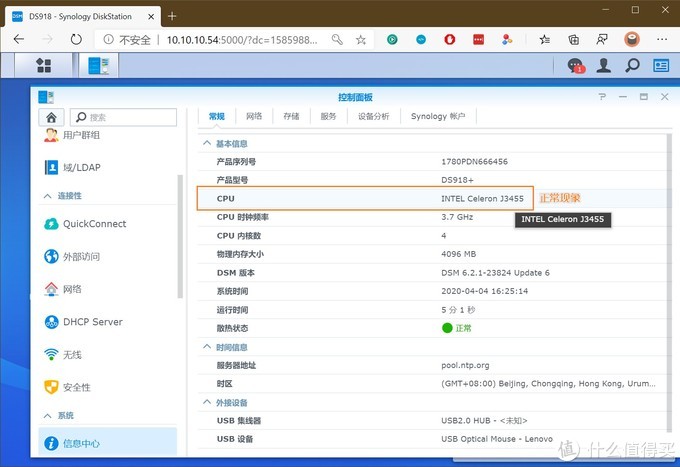 DS918 - Synology DiskStation
不安全 10.10.10.54:5000/?dc=1585988...
1
控制面板
搜索
常规 网络 存储 服务 设备分析 Synology 帐户
用户群组
域/LDAP
连接性
QuickConnect
外部访问
网络
DHCP Server
无线
安全性
系统
信息中心
基本信息
产品序列号 1780PDN666456
产品型号 DS918+
CPU INTEL Celeron J3455 正常现象
INTEL Celeron J3455
CPU 时钟频率 3.7 GHz
CPU 内核数 4
物理内存大小 4096 MB
DSM 版本 DSM 6.2.1-23824 Update 6
系统时间 2020-04-04 16:25:14
运行时间 5 分 1 秒
散热状态 正常
时间信息
服务器地址 pool.ntp.org
时区 (GMT+08:00) Beijing, Chongqing, Hong Kong, Urum...
外接设备
USB 集线器 USB2.0 HUB - <未知>
USB 设备 USB Optical Mouse - Lenovo
值 什么值得买